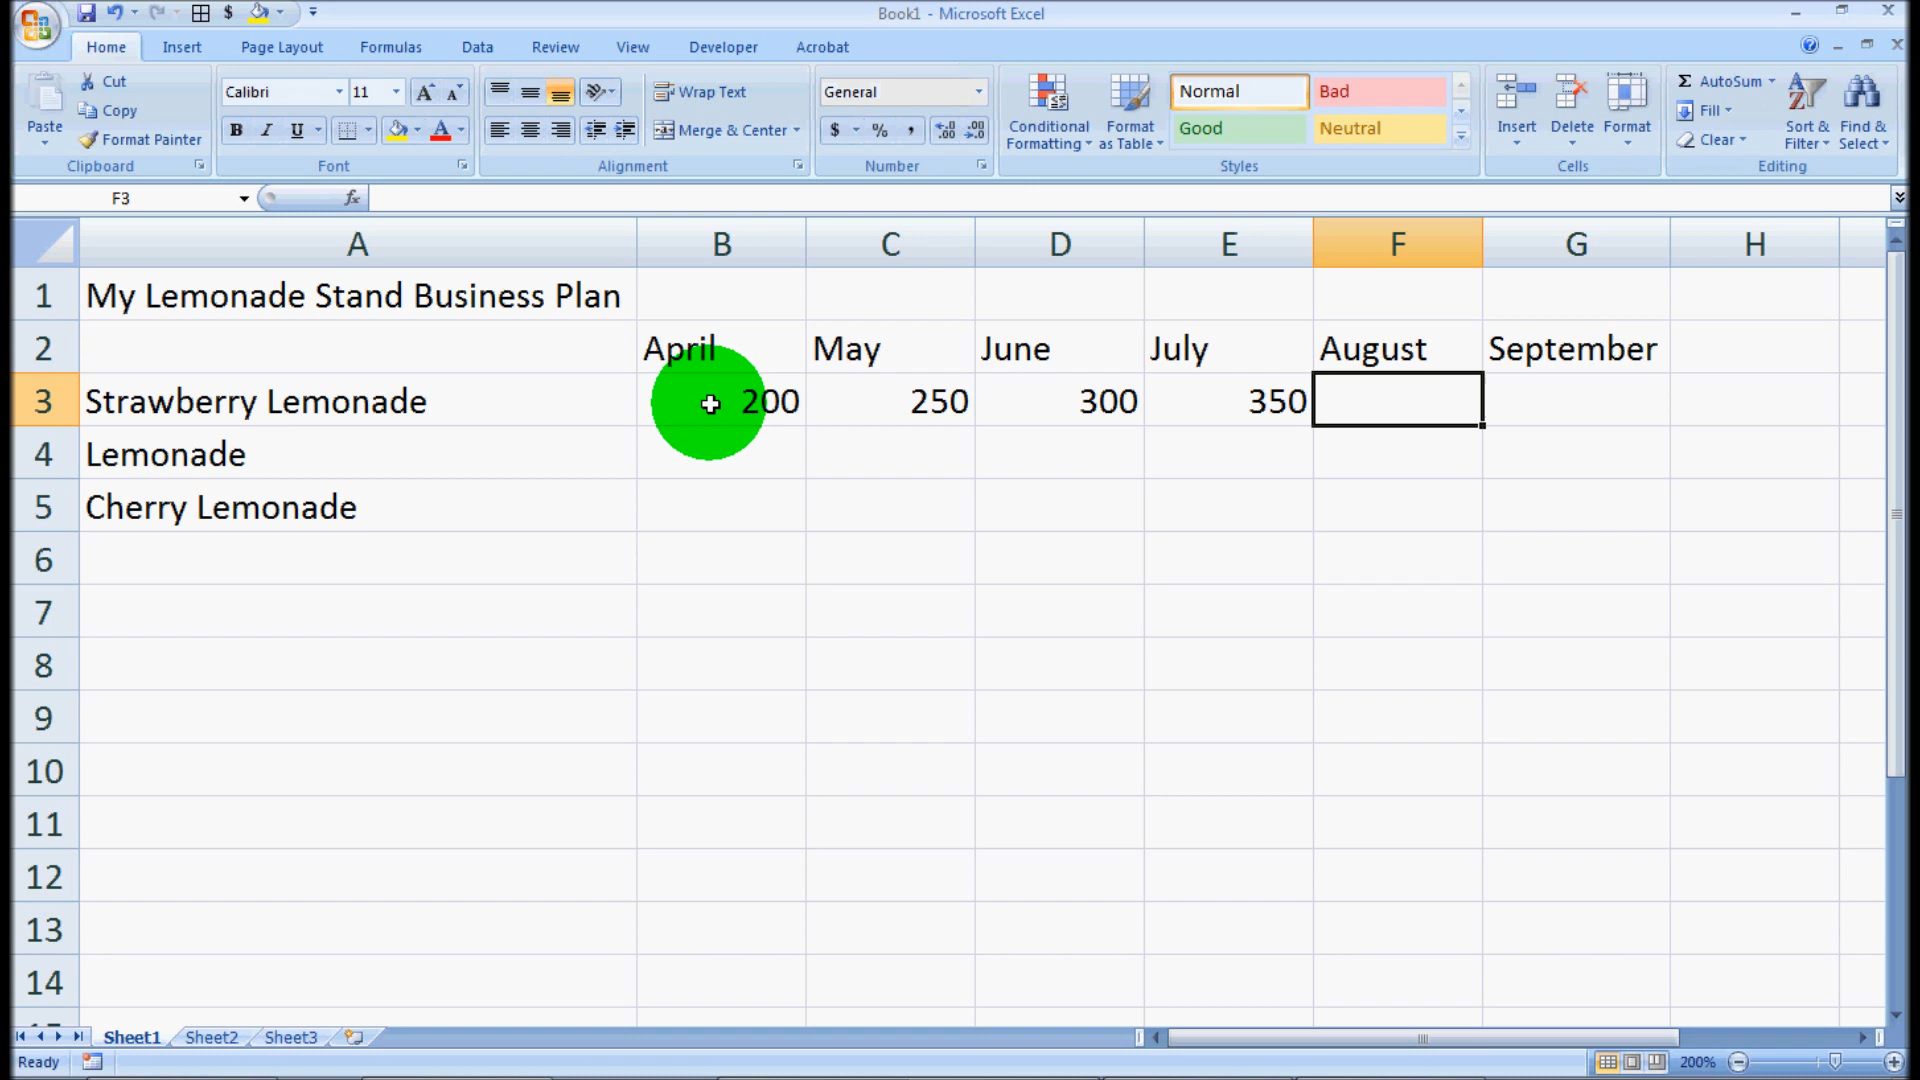 Book1 - Microsoft Excel
Home Insert Page Layout Formulas Data Review View Developer Acrobat
Paste Cut Copy Format Painter
Calibri 11
B I U
Wrap Text
Merge & Center
General
$ % ,
Conditional Formatting Format as Table
Normal Bad
Good Neutral
Insert Delete Format
Σ AutoSum
Fill
Clear
Sort & Filter Find & Select
Clipboard Font Alignment Number Styles Cells Editing
F3 fx
A B C D E F G H
1 My Lemonade Stand Business Plan
2 April May June July August September
3 Strawberry Lemonade 200 250 300 350
4 Lemonade
5 Cherry Lemonade
6
7
8
9
10
11
12
13
14
Sheet1 Sheet2 Sheet3
Ready 200%